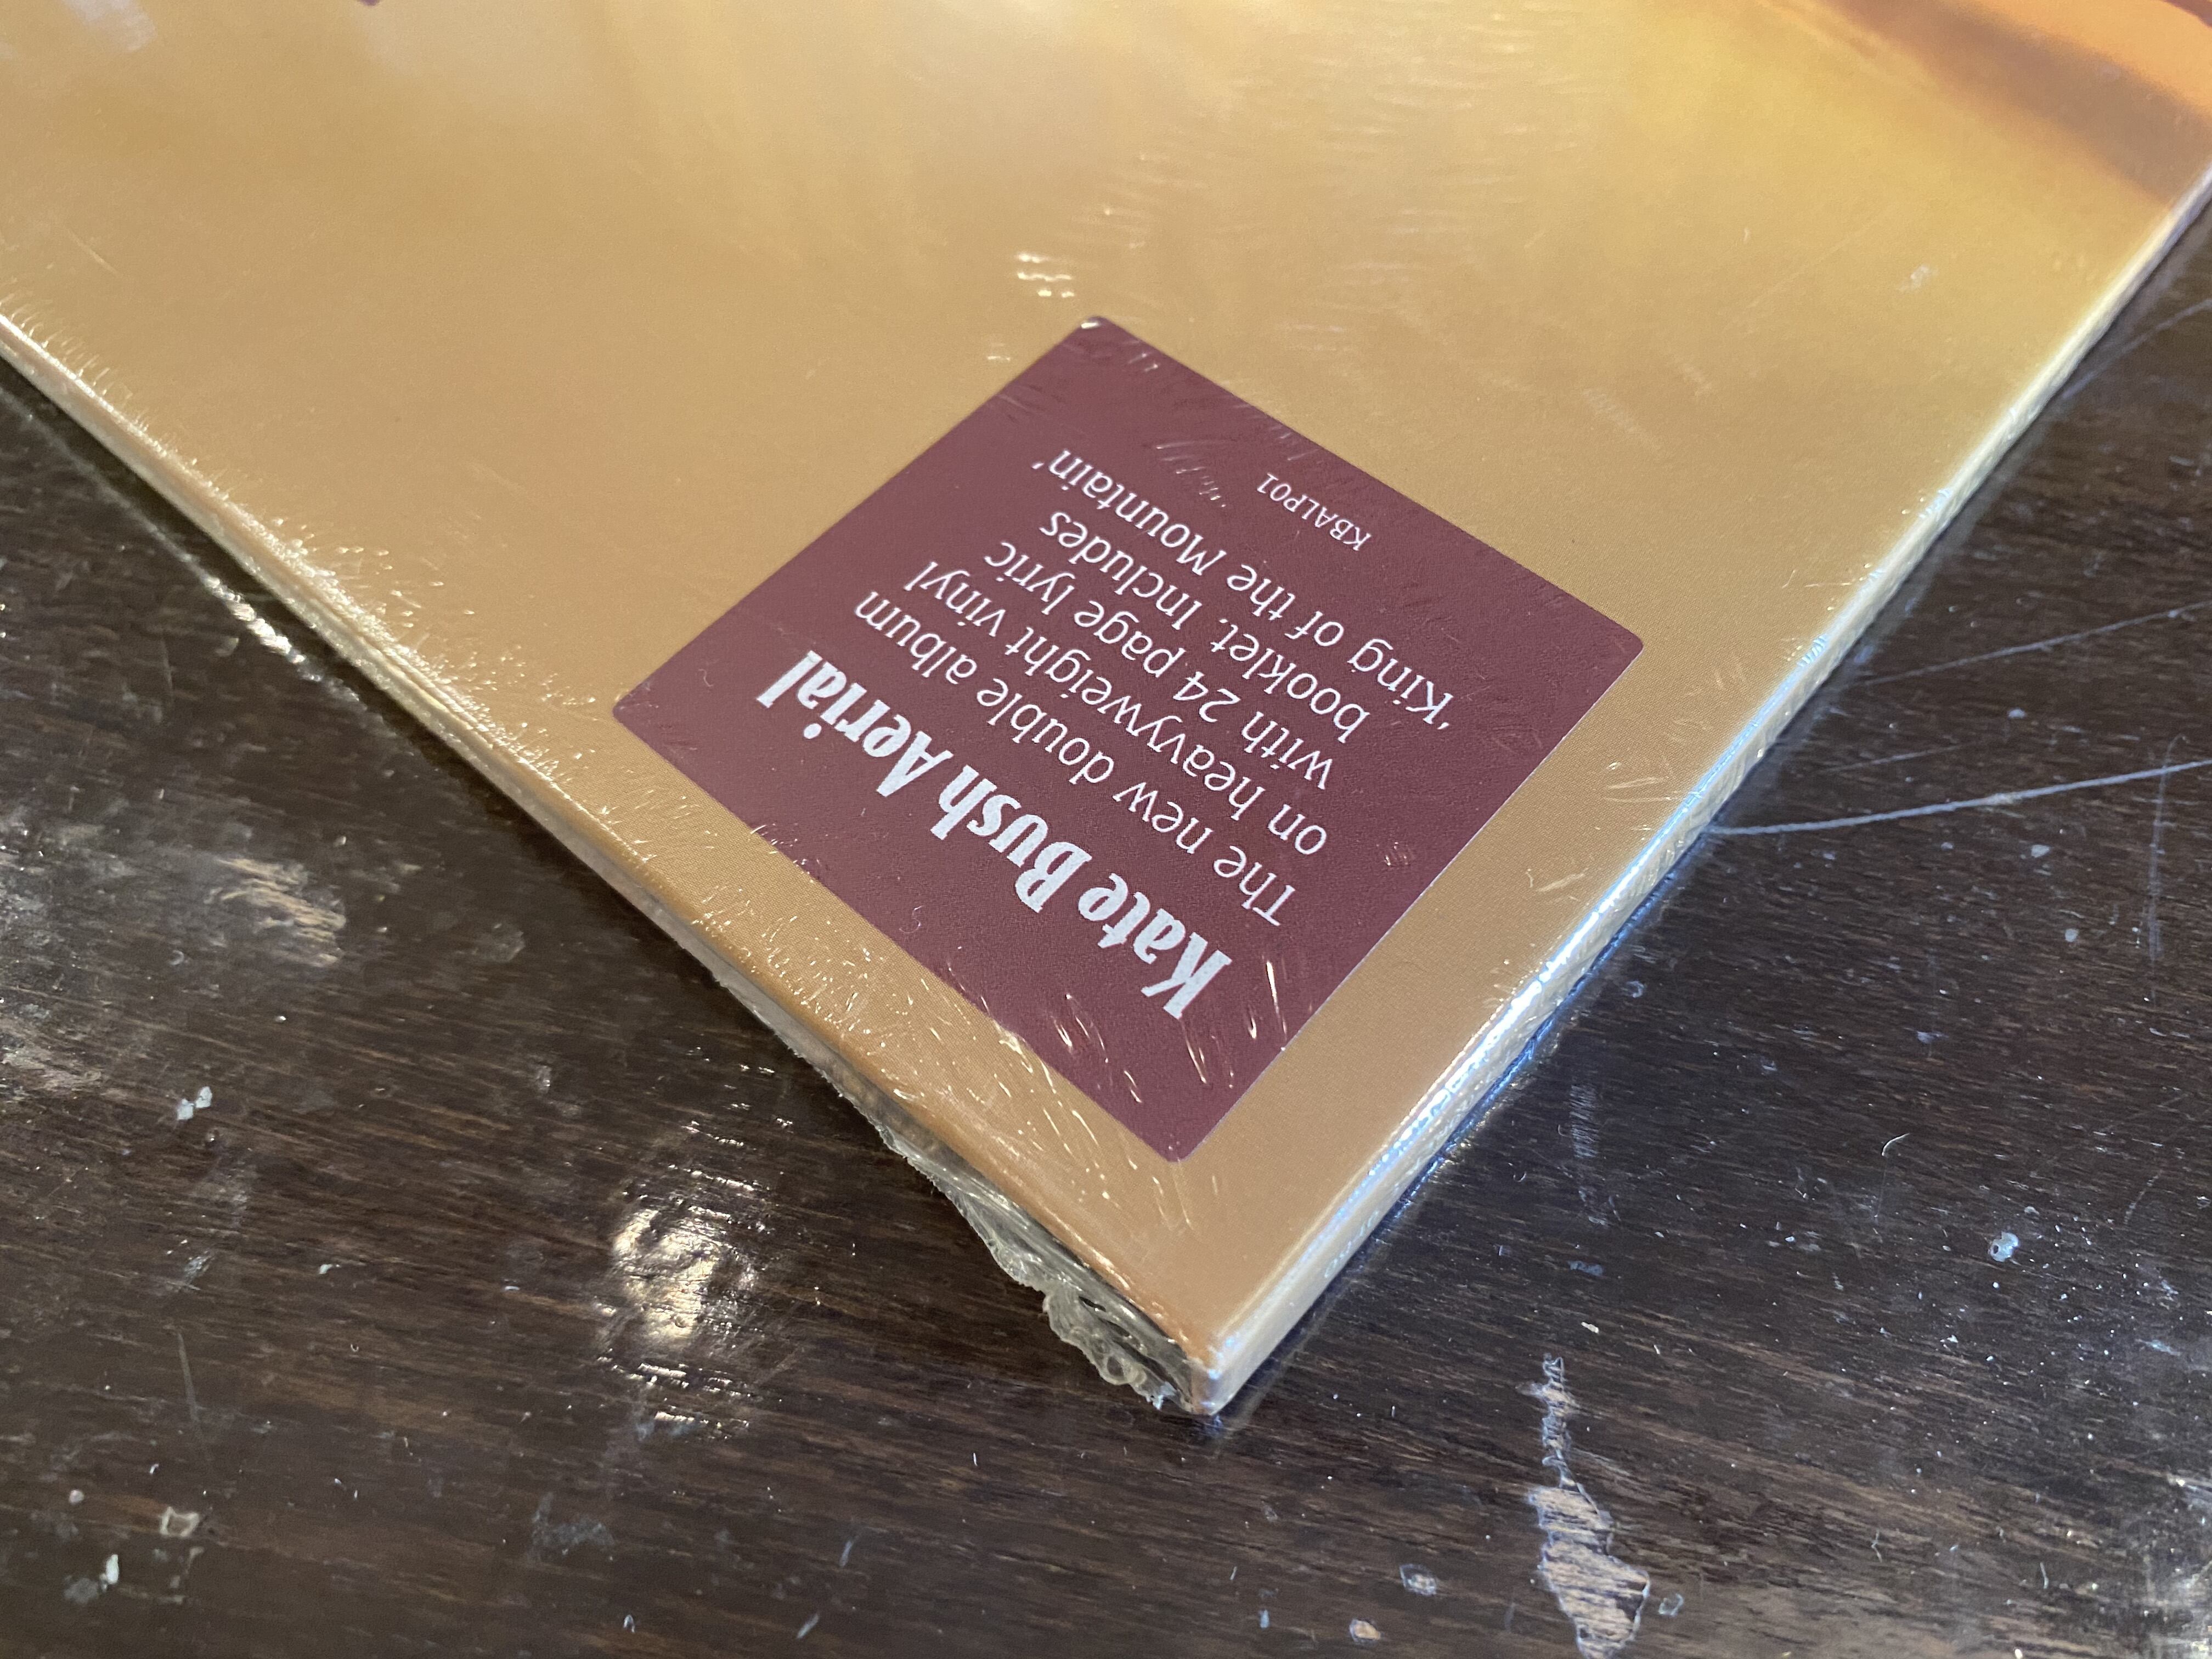 Kate Bush Aerial
The new double album
on heavyweight vinyl
with 24 page lyric
booklet. Includes
'King of the Mountain'
KBALP01